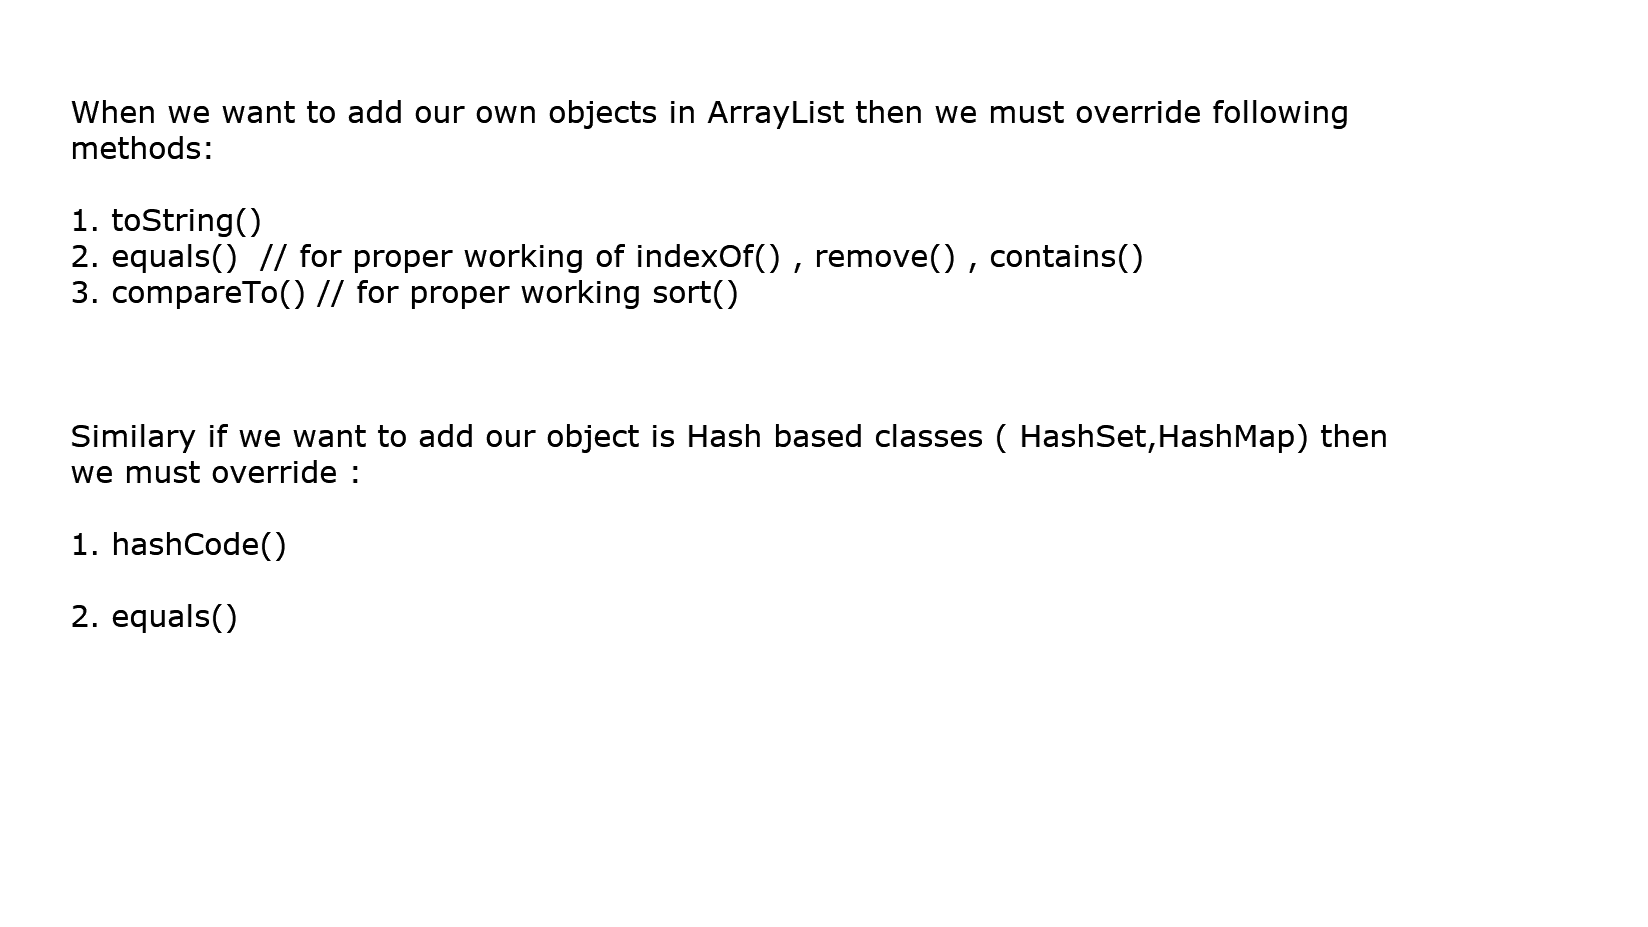 When we want to add our own objects in ArrayList then we must override following
methods:
1. toString()
2. equals()  // for proper working of indexOf() , remove() , contains()
3. compareTo() // for proper working sort()
Similary if we want to add our object is Hash based classes ( HashSet,HashMap) then
we must override :
1. hashCode()
2. equals()